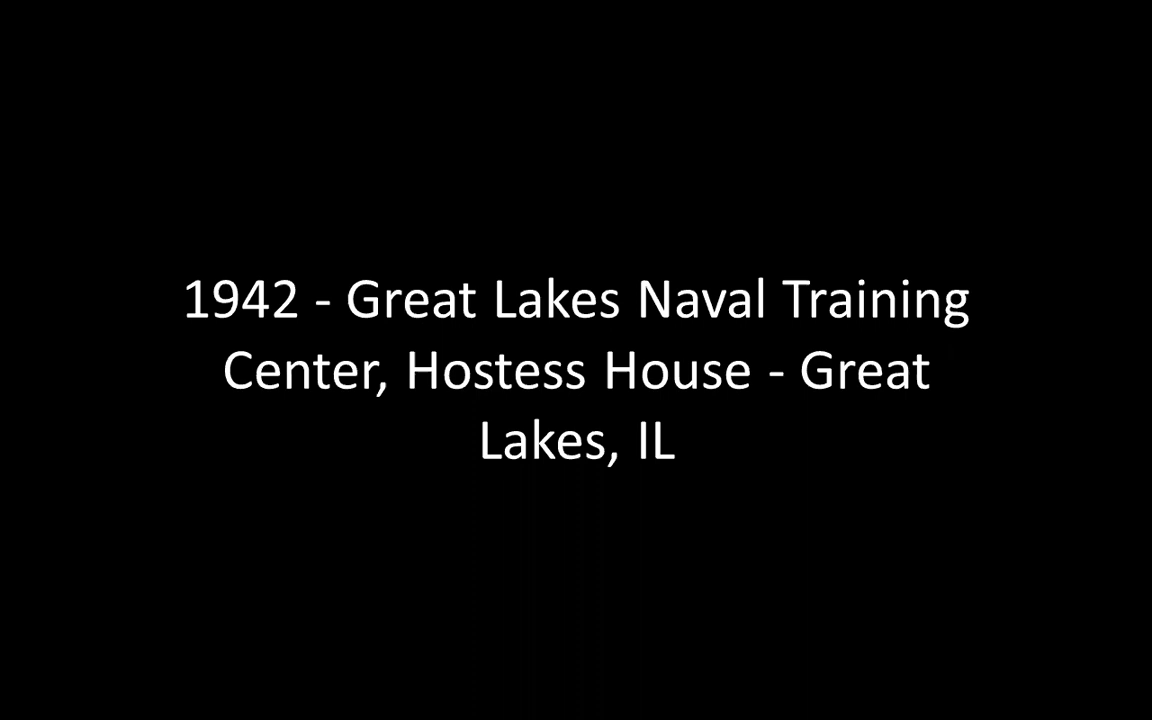 1942 - Great Lakes Naval Training
Center, Hostess House - Great
Lakes, IL